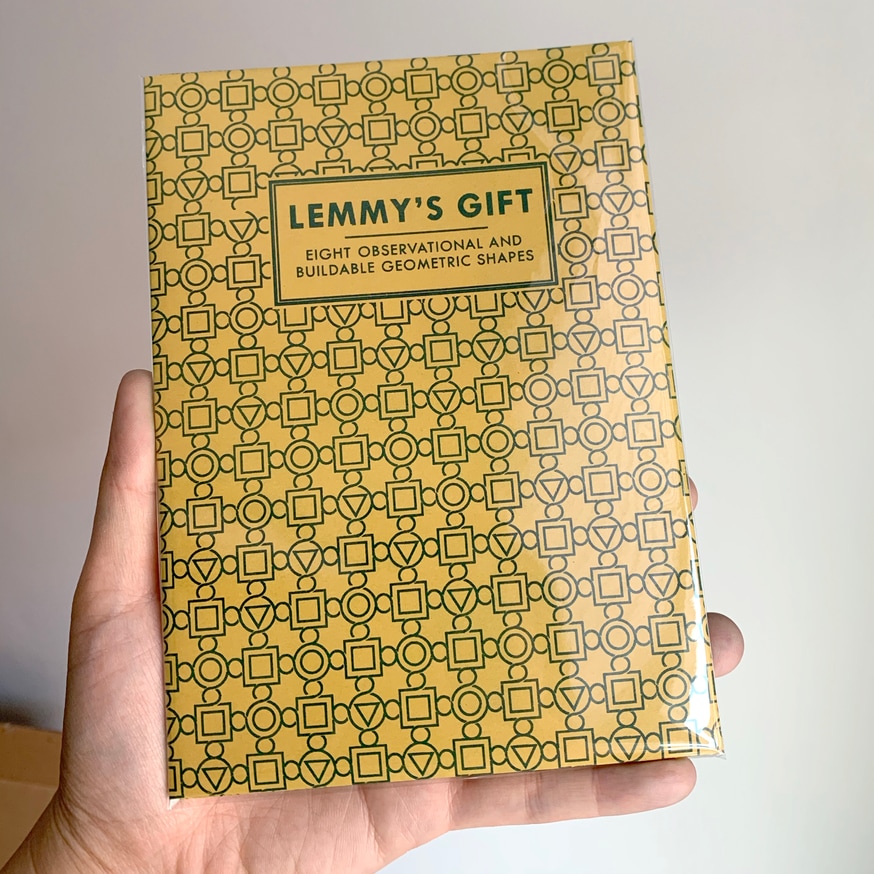 LEMMY'S GIFT
EIGHT OBSERVATIONAL AND
BUILDABLE GEOMETRIC SHAPES